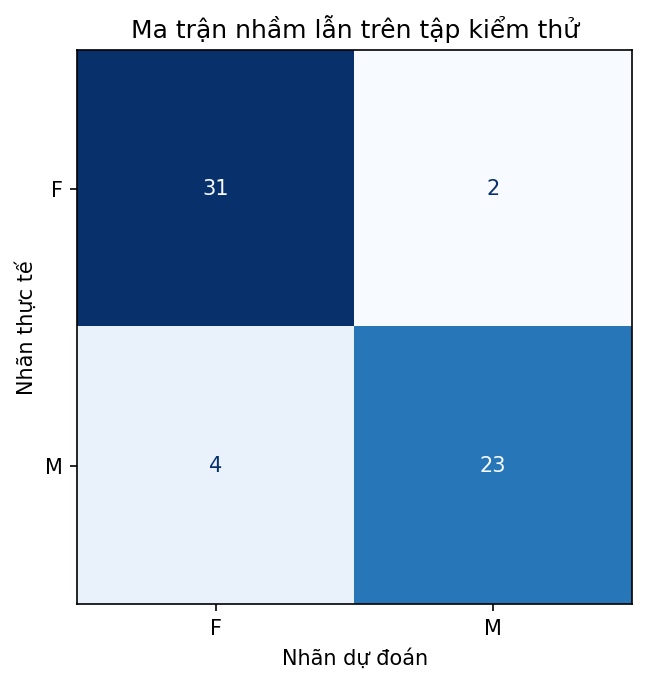 Ma trận nhầm lẫn trên tập kiểm thử
F
31
2
Nhãn thực tế
M
4
23
F
M
Nhãn dự đoán